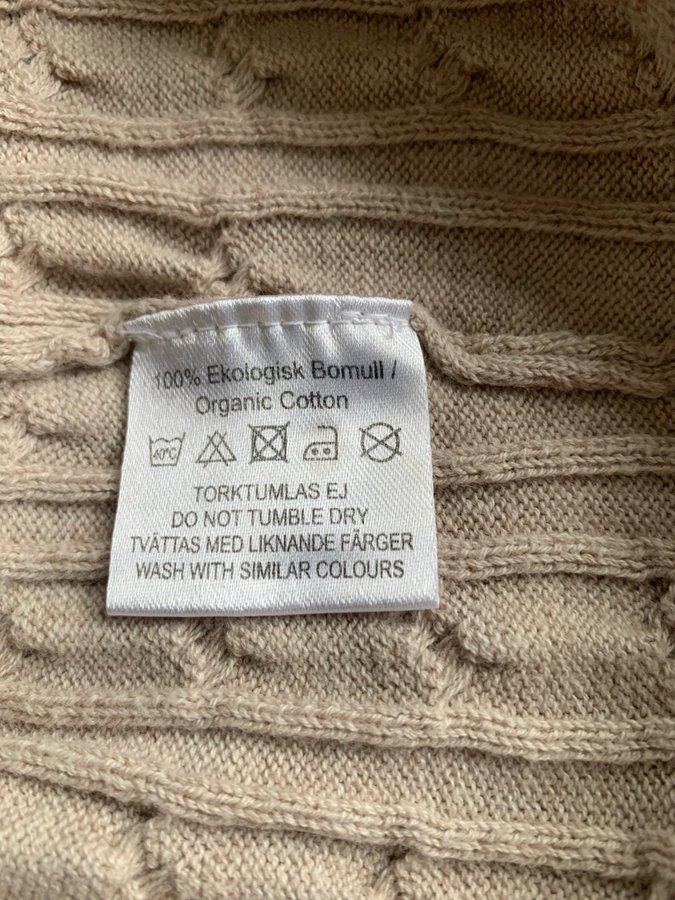 100% Ekologisk Bomull /
Organic Cotton
40°C
TORKTUMLAS EJ
DO NOT TUMBLE DRY
TVÄTTAS MED LIKNANDE FÄRGER
WASH WITH SIMILAR COLOURS